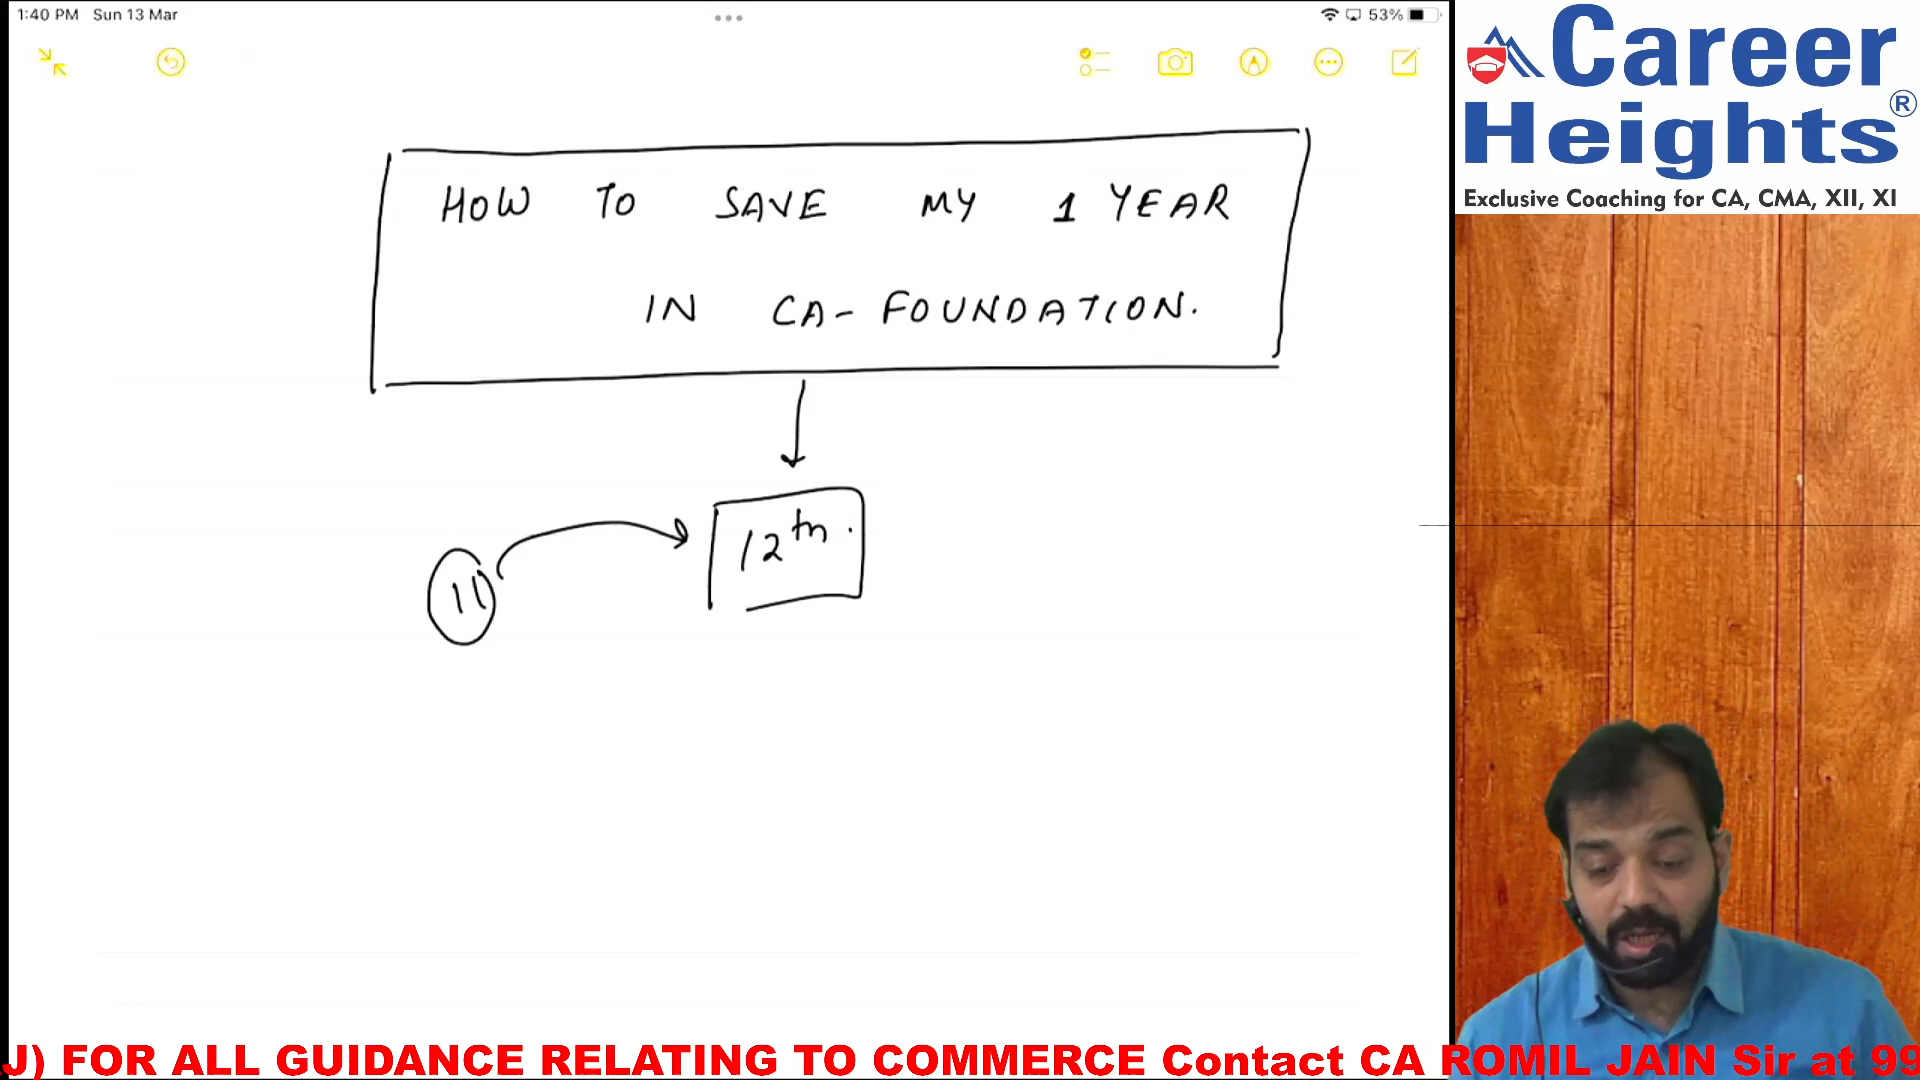 1:40 PM Sun 13 Mar
53%
Career
Heights®
Exclusive Coaching for CA, CMA, XII, XI
HOW TO SAVE MY 1 YEAR
IN CA- FOUNDATION.
12th.
11
J) FOR ALL GUIDANCE RELATING TO COMMERCE Contact CA ROMIL JAIN Sir at 99